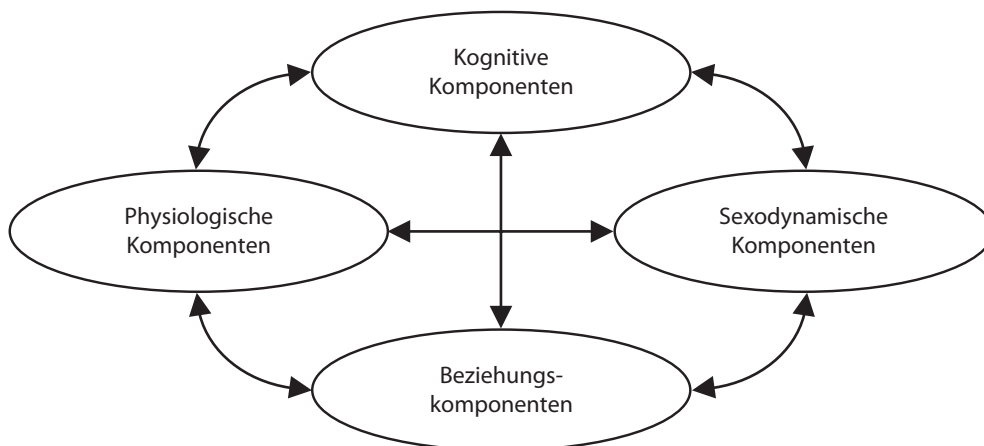 Kognitive
Komponenten
Physiologische
Komponenten
Sexodynamische
Komponenten
Beziehungs-
komponenten